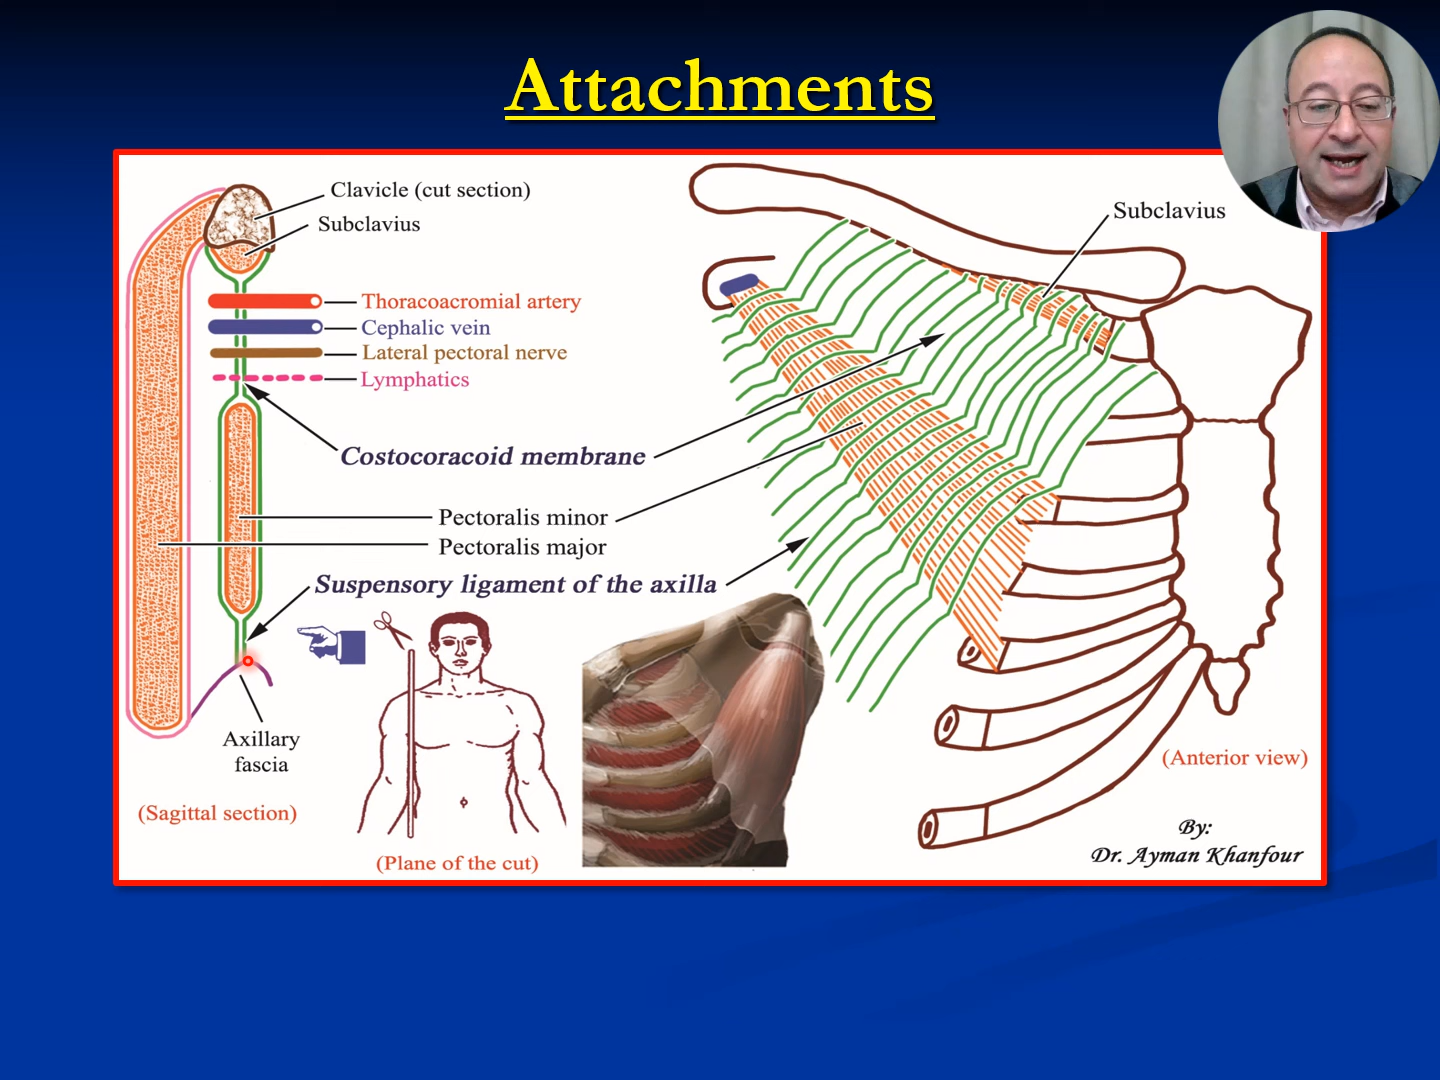 Attachments
Clavicle (cut section)
Subclavius
Thoracoacromial artery
Cephalic vein
Lateral pectoral nerve
Lymphatics
Costocoracoid membrane
Pectoralis minor
Pectoralis major
Suspensory ligament of the axilla
Axillary
fascia
(Sagittal section)
(Plane of the cut)
Subclavius
(Anterior view)
By:
Dr. Ayman Khanfour